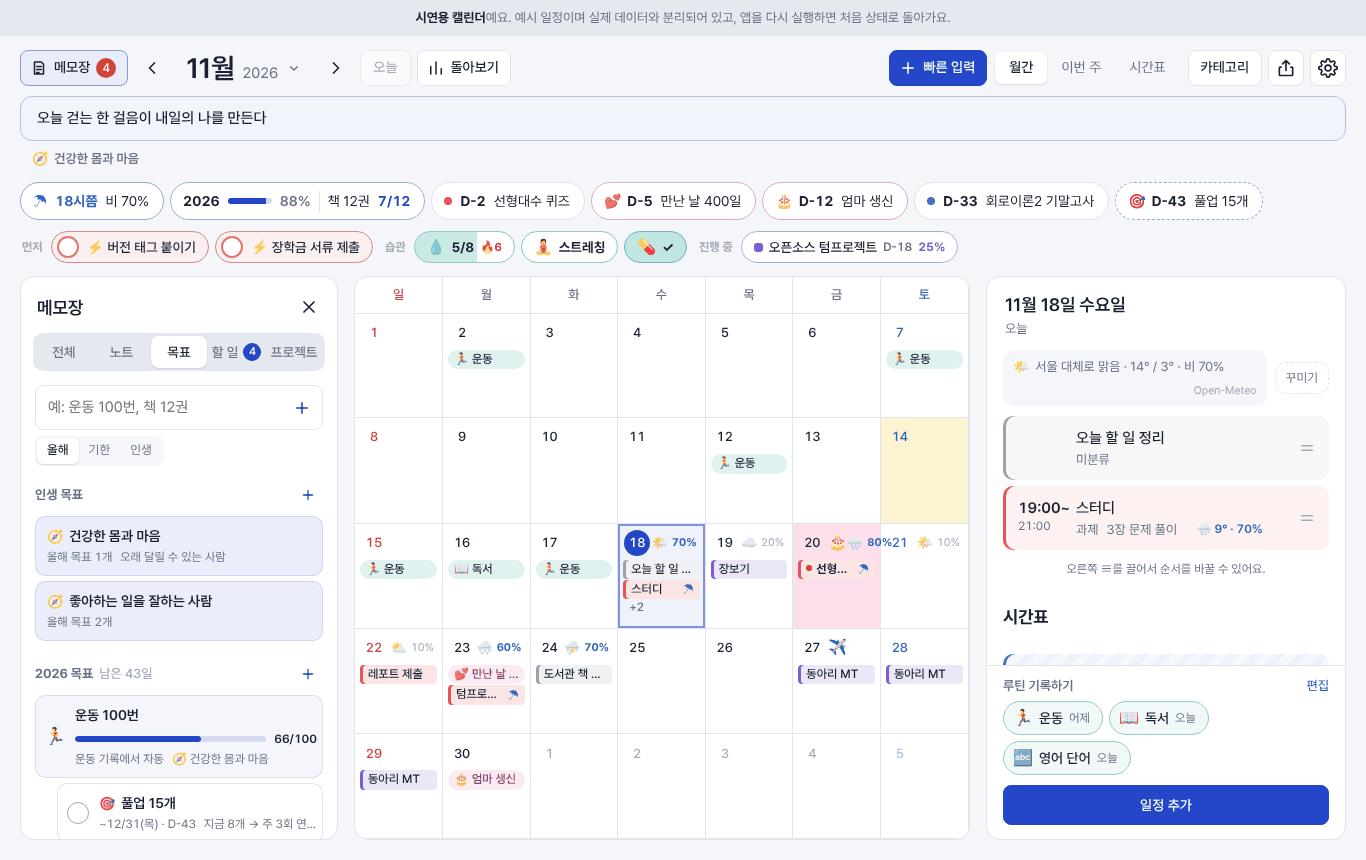 시연용 캘린더예요. 예시 일정이며 실제 데이터와 분리되어 있고, 앱을 다시 실행하면 처음 상태로 돌아가요.
메모장 4
11월 2026
오늘
돌아보기
빠른 입력
월간
이번 주
시간표
카테고리
오늘 걷는 한 걸음이 내일의 나를 만든다
🧭 건강한 몸과 마음
☂️ 18시쯤 비 70%
2026 88% 책 12권 7/12
D-2 선형대수 퀴즈
💕 D-5 만난 날 400일
🎂 D-12 엄마 생신
D-33 회로이론2 기말고사
🎯 D-43 풀업 15개
먼저 ⚡ 버전 태그 붙이기 ⚡ 장학금 서류 제출
습관 💧 5/8 🔥6 🧘 스트레칭 💊 ✓
진행 중 오픈소스 텀프로젝트 D-18 25%
메모장
전체 노트 목표 할 일 4 프로젝트
예: 운동 100번, 책 12권
올해 기한 인생
인생 목표
🧭 건강한 몸과 마음
올해 목표 1개 오래 달릴 수 있는 사람
🧭 좋아하는 일을 잘하는 사람
올해 목표 2개
2026 목표 남은 43일
운동 100번
🏃 66/100
운동 기록에서 자동 🧭 건강한 몸과 마음
🎯 풀업 15개
~12/31(목) · D-43 지금 8개 → 주 3회 연...
일 월 화 수 목 금 토
1 2 3 4 5 6 7
🏃 운동 🏃 운동
8 9 10 11 12 13 14
🏃 운동
15 16 17 18 🌤️ 70% 19 ☁️ 20% 20 🎂🌧️ 80% 21 🌤️ 10%
🏃 운동 📖 독서 🏃 운동 오늘 할 일 ... 장보기 선형... ☂️
스터디 ☂️
+2
22 ⛅ 10% 23 🌧️ 60% 24 ⛈️ 70% 25 26 27 ✈️ 28
레포트 제출 💕 만난 날 ... 도서관 책 ... 동아리 MT 동아리 MT
텀프로... ☂️
29 30 1 2 3 4 5
동아리 MT 🎂 엄마 생신
11월 18일 수요일
오늘
🌤️ 서울 대체로 맑음 · 14° / 3° · 비 70%
Open-Meteo
꾸미기
오늘 할 일 정리
미분류
19:00~ 스터디
21:00 과제 3장 문제 풀이 🌧️ 9° · 70%
오른쪽 ≡를 끌어서 순서를 바꿀 수 있어요.
시간표
루틴 기록하기 편집
🏃 운동 어제 📖 독서 오늘
🔤 영어 단어 오늘
일정 추가